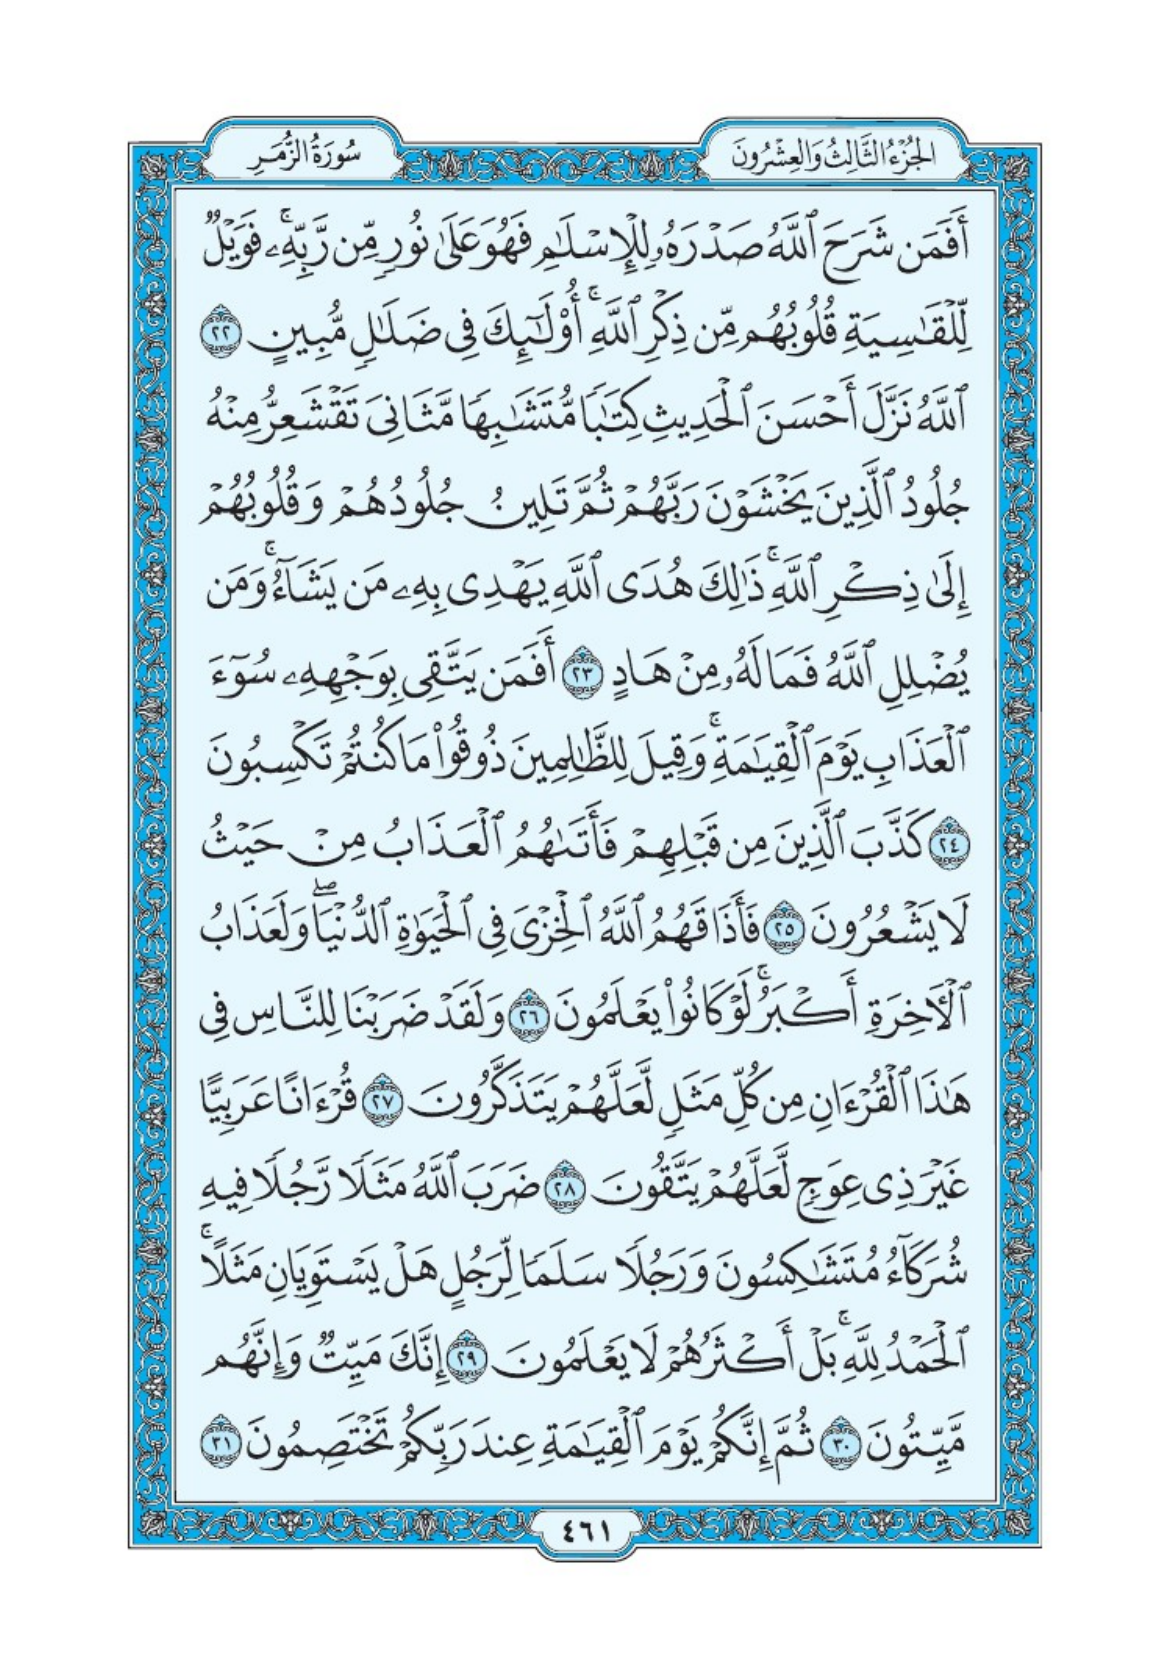 الجُزْءُ الثَّالِثُ وَالعِشْرُونَ
سُورَةُ الزُّمَرِ
أَفَمَن شَرَحَ ٱللَّهُ صَدْرَهُۥ لِلْإِسْلَٰمِ فَهُوَ عَلَىٰ نُورٍ مِّن رَّبِّهِۦۚ فَوَيْلٌ
لِّلْقَٰسِيَةِ قُلُوبُهُم مِّن ذِكْرِ ٱللَّهِۚ أُو۟لَٰٓئِكَ فِى ضَلَٰلٍ مُّبِينٍ ٢٢
ٱللَّهُ نَزَّلَ أَحْسَنَ ٱلْحَدِيثِ كِتَٰبًا مُّتَشَٰبِهًا مَّثَانِىَ تَقْشَعِرُّ مِنْهُ
جُلُودُ ٱلَّذِينَ يَخْشَوْنَ رَبَّهُمْ ثُمَّ تَلِينُ جُلُودُهُمْ وَقُلُوبُهُمْ
إِلَىٰ ذِكْرِ ٱللَّهِۚ ذَٰلِكَ هُدَى ٱللَّهِ يَهْدِى بِهِۦ مَن يَشَآءُۚ وَمَن
يُضْلِلِ ٱللَّهُ فَمَا لَهُۥ مِنْ هَادٍ ٢٣ أَفَمَن يَتَّقِى بِوَجْهِهِۦ سُوٓءَ
ٱلْعَذَابِ يَوْمَ ٱلْقِيَٰمَةِۚ وَقِيلَ لِلظَّٰلِمِينَ ذُوقُوا۟ مَا كُنتُمْ تَكْسِبُونَ
٢٤ كَذَّبَ ٱلَّذِينَ مِن قَبْلِهِمْ فَأَتَىٰهُمُ ٱلْعَذَابُ مِنْ حَيْثُ
لَا يَشْعُرُونَ ٢٥ فَأَذَاقَهُمُ ٱللَّهُ ٱلْخِزْىَ فِى ٱلْحَيَوٰةِ ٱلدُّنْيَاۖ وَلَعَذَابُ
ٱلْءَاخِرَةِ أَكْبَرُۚ لَوْ كَانُوا۟ يَعْلَمُونَ ٢٦ وَلَقَدْ ضَرَبْنَا لِلنَّاسِ فِى
هَٰذَا ٱلْقُرْءَانِ مِن كُلِّ مَثَلٍ لَّعَلَّهُمْ يَتَذَكَّرُونَ ٢٧ قُرْءَانًا عَرَبِيًّا
غَيْرَ ذِى عِوَجٍ لَّعَلَّهُمْ يَتَّقُونَ ٢٨ ضَرَبَ ٱللَّهُ مَثَلًا رَّجُلًا فِيهِ
شُرَكَآءُ مُتَشَٰكِسُونَ وَرَجُلًا سَلَمًا لِّرَجُلٍ هَلْ يَسْتَوِيَانِ مَثَلًاۚ
ٱلْحَمْدُ لِلَّهِۚ بَلْ أَكْثَرُهُمْ لَا يَعْلَمُونَ ٢٩ إِنَّكَ مَيِّتٌ وَإِنَّهُم
مَّيِّتُونَ ٣٠ ثُمَّ إِنَّكُمْ يَوْمَ ٱلْقِيَٰمَةِ عِندَ رَبِّكُمْ تَخْتَصِمُونَ ٣١
٤٦١